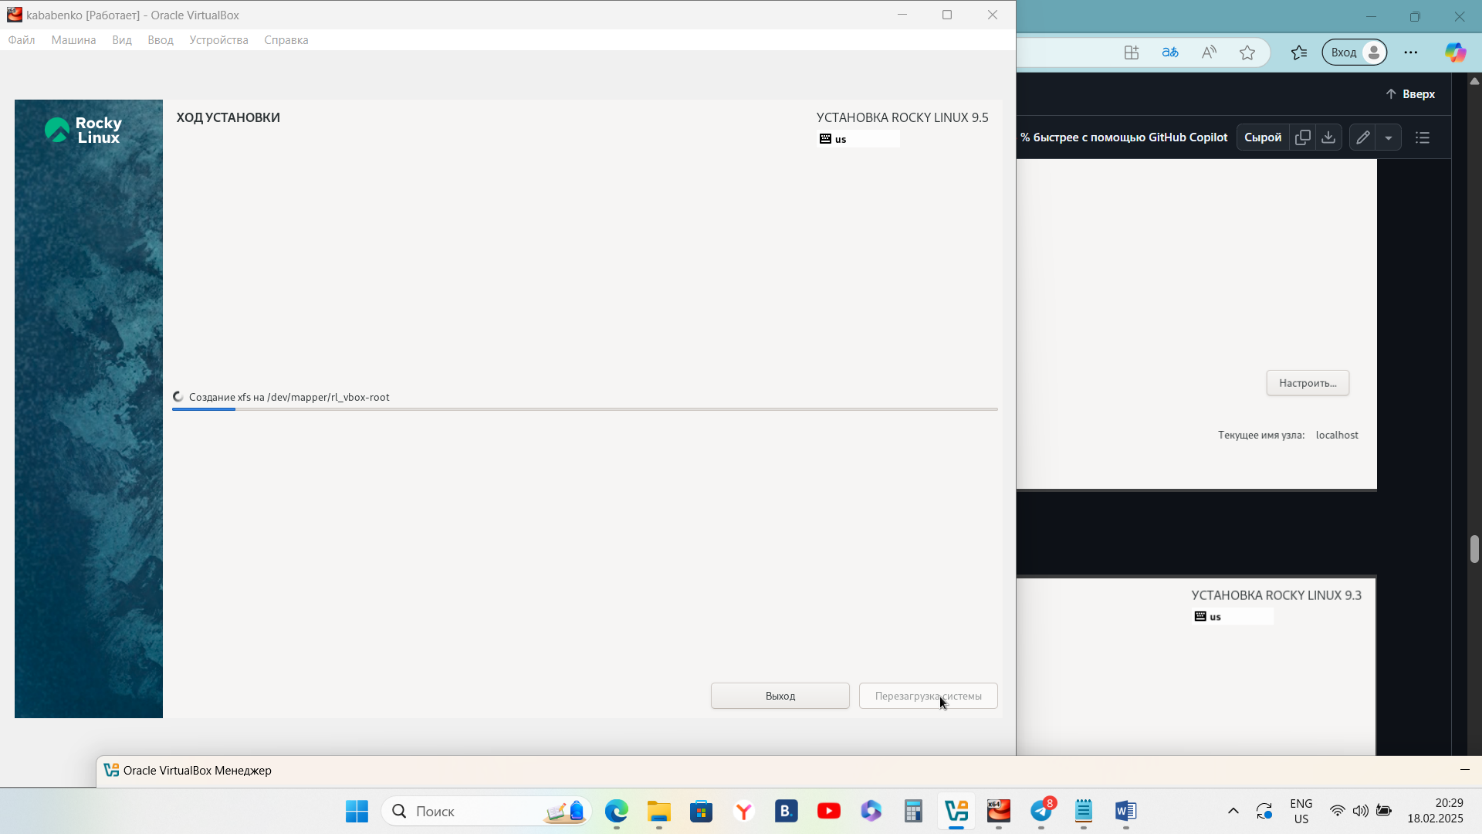 kababenko [Работает] - Oracle VirtualBox
Файл Машина Вид Ввод Устройства Справка
Вход
Rocky
Linux
ХОД УСТАНОВКИ
УСТАНОВКА ROCKY LINUX 9.5
us
Вверх
% быстрее с помощью GitHub Copilot Сырой
Создание xfs на /dev/mapper/rl_vbox-root
Настроить...
Текущее имя узла: localhost
УСТАНОВКА ROCKY LINUX 9.3
us
Выход Перезагрузка системы
Oracle VirtualBox Менеджер
Поиск
B.
x64
W
8
ENG
US
20:29
18.02.2025